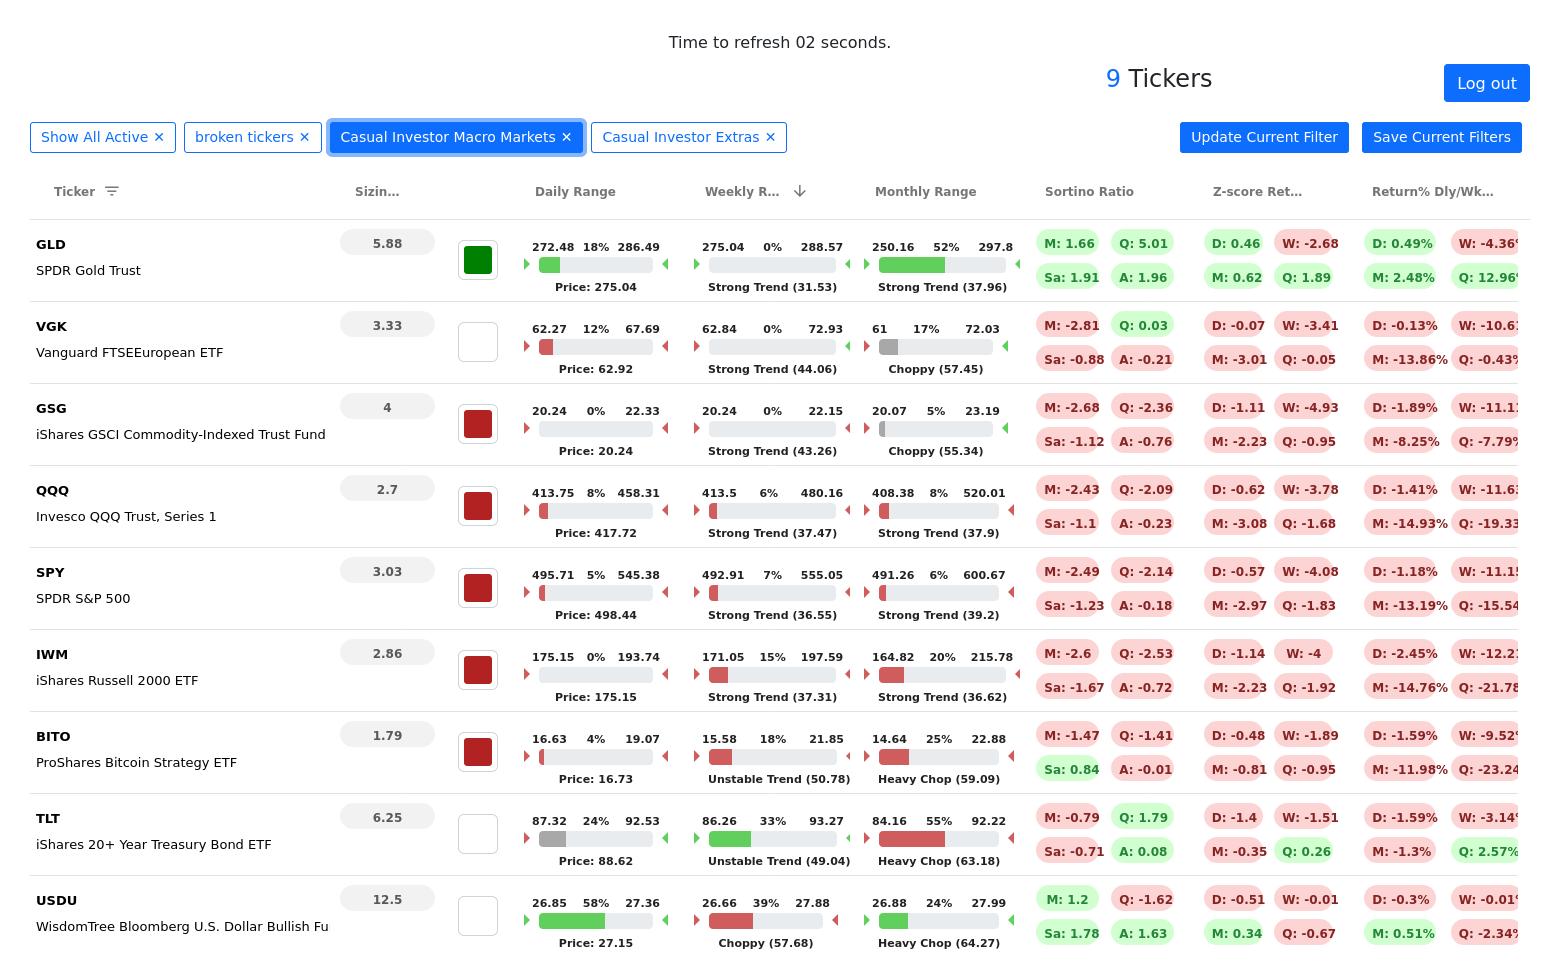 Time to refresh 02 seconds.
9 Tickers
Log out
Show All Active ✕ broken tickers ✕ Casual Investor Macro Markets ✕ Casual Investor Extras ✕ Update Current Filter Save Current Filters
Ticker Sizin... Daily Range Weekly R... Monthly Range Sortino Ratio Z-score Ret... Return% Dly/Wk...
GLD 5.88 272.48 18% 286.49 275.04 0% 288.57 250.16 52% 297.8 M: 1.66 Q: 5.01 D: 0.46 W: -2.68 D: 0.49% W: -4.36%
SPDR Gold Trust Price: 275.04 Strong Trend (31.53) Strong Trend (37.96) Sa: 1.91 A: 1.96 M: 0.62 Q: 1.89 M: 2.48% Q: 12.96%
VGK 3.33 62.27 12% 67.69 62.84 0% 72.93 61 17% 72.03 M: -2.81 Q: 0.03 D: -0.07 W: -3.41 D: -0.13% W: -10.61
Vanguard FTSEEuropean ETF Price: 62.92 Strong Trend (44.06) Choppy (57.45) Sa: -0.88 A: -0.21 M: -3.01 Q: -0.05 M: -13.86% Q: -0.43%
GSG 4 20.24 0% 22.33 20.24 0% 22.15 20.07 5% 23.19 M: -2.68 Q: -2.36 D: -1.11 W: -4.93 D: -1.89% W: -11.11
iShares GSCI Commodity-Indexed Trust Fund Price: 20.24 Strong Trend (43.26) Choppy (55.34) Sa: -1.12 A: -0.76 M: -2.23 Q: -0.95 M: -8.25% Q: -7.79%
QQQ 2.7 413.75 8% 458.31 413.5 6% 480.16 408.38 8% 520.01 M: -2.43 Q: -2.09 D: -0.62 W: -3.78 D: -1.41% W: -11.63
Invesco QQQ Trust, Series 1 Price: 417.72 Strong Trend (37.47) Strong Trend (37.9) Sa: -1.1 A: -0.23 M: -3.08 Q: -1.68 M: -14.93% Q: -19.33
SPY 3.03 495.71 5% 545.38 492.91 7% 555.05 491.26 6% 600.67 M: -2.49 Q: -2.14 D: -0.57 W: -4.08 D: -1.18% W: -11.15
SPDR S&P 500 Price: 498.44 Strong Trend (36.55) Strong Trend (39.2) Sa: -1.23 A: -0.18 M: -2.97 Q: -1.83 M: -13.19% Q: -15.54
IWM 2.86 175.15 0% 193.74 171.05 15% 197.59 164.82 20% 215.78 M: -2.6 Q: -2.53 D: -1.14 W: -4 D: -2.45% W: -12.21
iShares Russell 2000 ETF Price: 175.15 Strong Trend (37.31) Strong Trend (36.62) Sa: -1.67 A: -0.72 M: -2.23 Q: -1.92 M: -14.76% Q: -21.78
BITO 1.79 16.63 4% 19.07 15.58 18% 21.85 14.64 25% 22.88 M: -1.47 Q: -1.41 D: -0.48 W: -1.89 D: -1.59% W: -9.52%
ProShares Bitcoin Strategy ETF Price: 16.73 Unstable Trend (50.78) Heavy Chop (59.09) Sa: 0.84 A: -0.01 M: -0.81 Q: -0.95 M: -11.98% Q: -23.24
TLT 6.25 87.32 24% 92.53 86.26 33% 93.27 84.16 55% 92.22 M: -0.79 Q: 1.79 D: -1.4 W: -1.51 D: -1.59% W: -3.14%
iShares 20+ Year Treasury Bond ETF Price: 88.62 Unstable Trend (49.04) Heavy Chop (63.18) Sa: -0.71 A: 0.08 M: -0.35 Q: 0.26 M: -1.3% Q: 2.57%
USDU 12.5 26.85 58% 27.36 26.66 39% 27.88 26.88 24% 27.99 M: 1.2 Q: -1.62 D: -0.51 W: -0.01 D: -0.3% W: -0.01%
WisdomTree Bloomberg U.S. Dollar Bullish Fu Price: 27.15 Choppy (57.68) Heavy Chop (64.27) Sa: 1.78 A: 1.63 M: 0.34 Q: -0.67 M: 0.51% Q: -2.34%